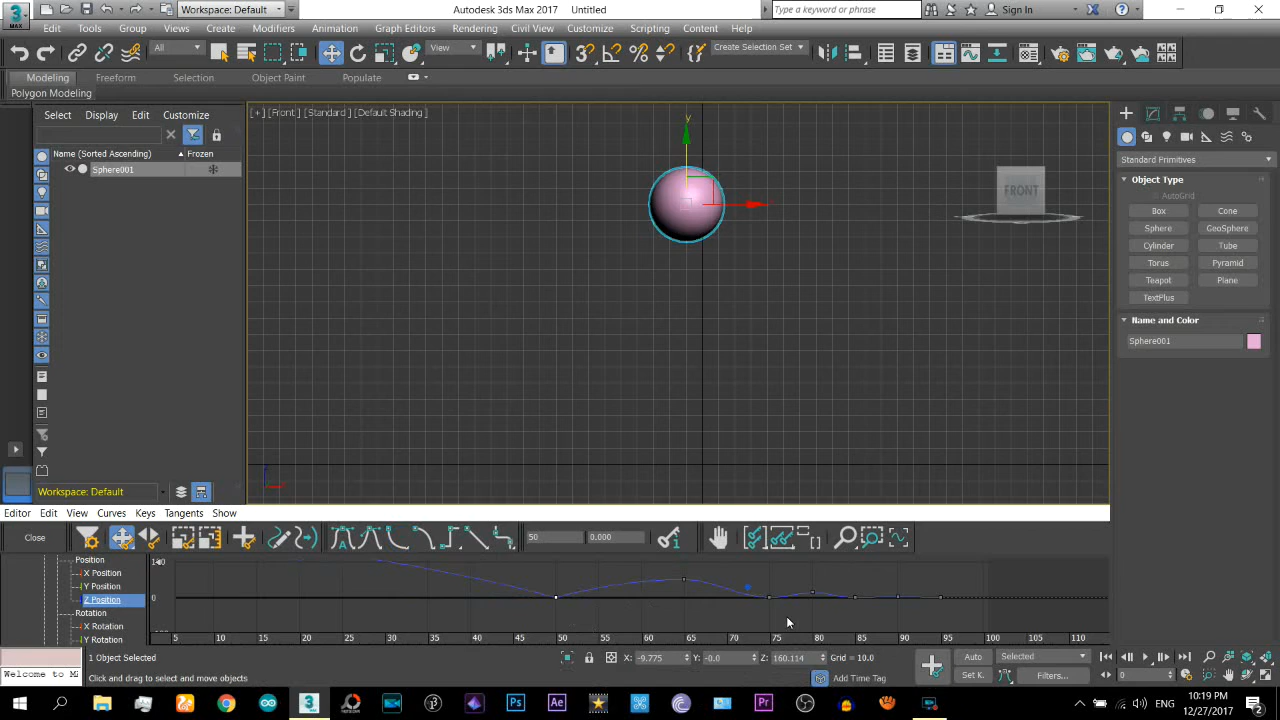 Workspace: Default
Autodesk 3ds Max 2017
Untitled
Type a keyword or phrase
Sign In
MAX
Edit Tools Group Views Create Modifiers Animation Graph Editors Rendering Civil View Customize Scripting Content Help
All
View
Create Selection Set
Modeling Freeform Selection Object Paint Populate
Polygon Modeling
Select Display Edit Customize
[+] [Front] [Standard] [Default Shading]
Name (Sorted Ascending) Frozen
Sphere001
y
FRONT
Standard Primitives
Object Type
AutoGrid
Box Cone
Sphere GeoSphere
Cylinder Tube
Torus Pyramid
Teapot Plane
TextPlus
Name and Color
Sphere001
Workspace: Default
Editor Edit View Curves Keys Tangents Show
Close
50 0.000
Position
X Position
Y Position
Z Position
Rotation
X Rotation
Y Rotation
140
0
5 10 15 20 25 30 35 40 45 50 55 60 65 70 75 80 85 90 95 100 105 110
1 Object Selected
X: -9.775 Y: -0.0 Z: 160.114 Grid = 10.0
Auto Selected
Welcome to Mi
Click and drag to select and move objects
Add Time Tag
Set K. Filters...
0
Ps Ae Pr
ENG
10:19 PM
12/27/2017
2